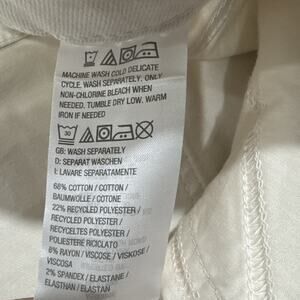 MACHINE WASH COLD DELICATE
CYCLE. WASH SEPARATELY, ONLY
NON-CHLORINE BLEACH WHEN
NEEDED, TUMBLE DRY LOW, WARM
IRON IF NEEDED
30
GB: WASH SEPARATELY
D: SEPARAT WASCHEN
I: LAVARE SEPARATAMENTE
68% COTTON / COTTON /
BAUMWOLLE / COTONE
22% RECYCLED POLYESTER /
RECYCLED POLYESTER /
RECYCELTES POLYESTER /
POLIESTERE RICICLATO
8% RAYON / VISCOSE / VISKOSE /
VISCOSA
2% SPANDEX / ELASTANE /
ELASTHAN / ELASTAN